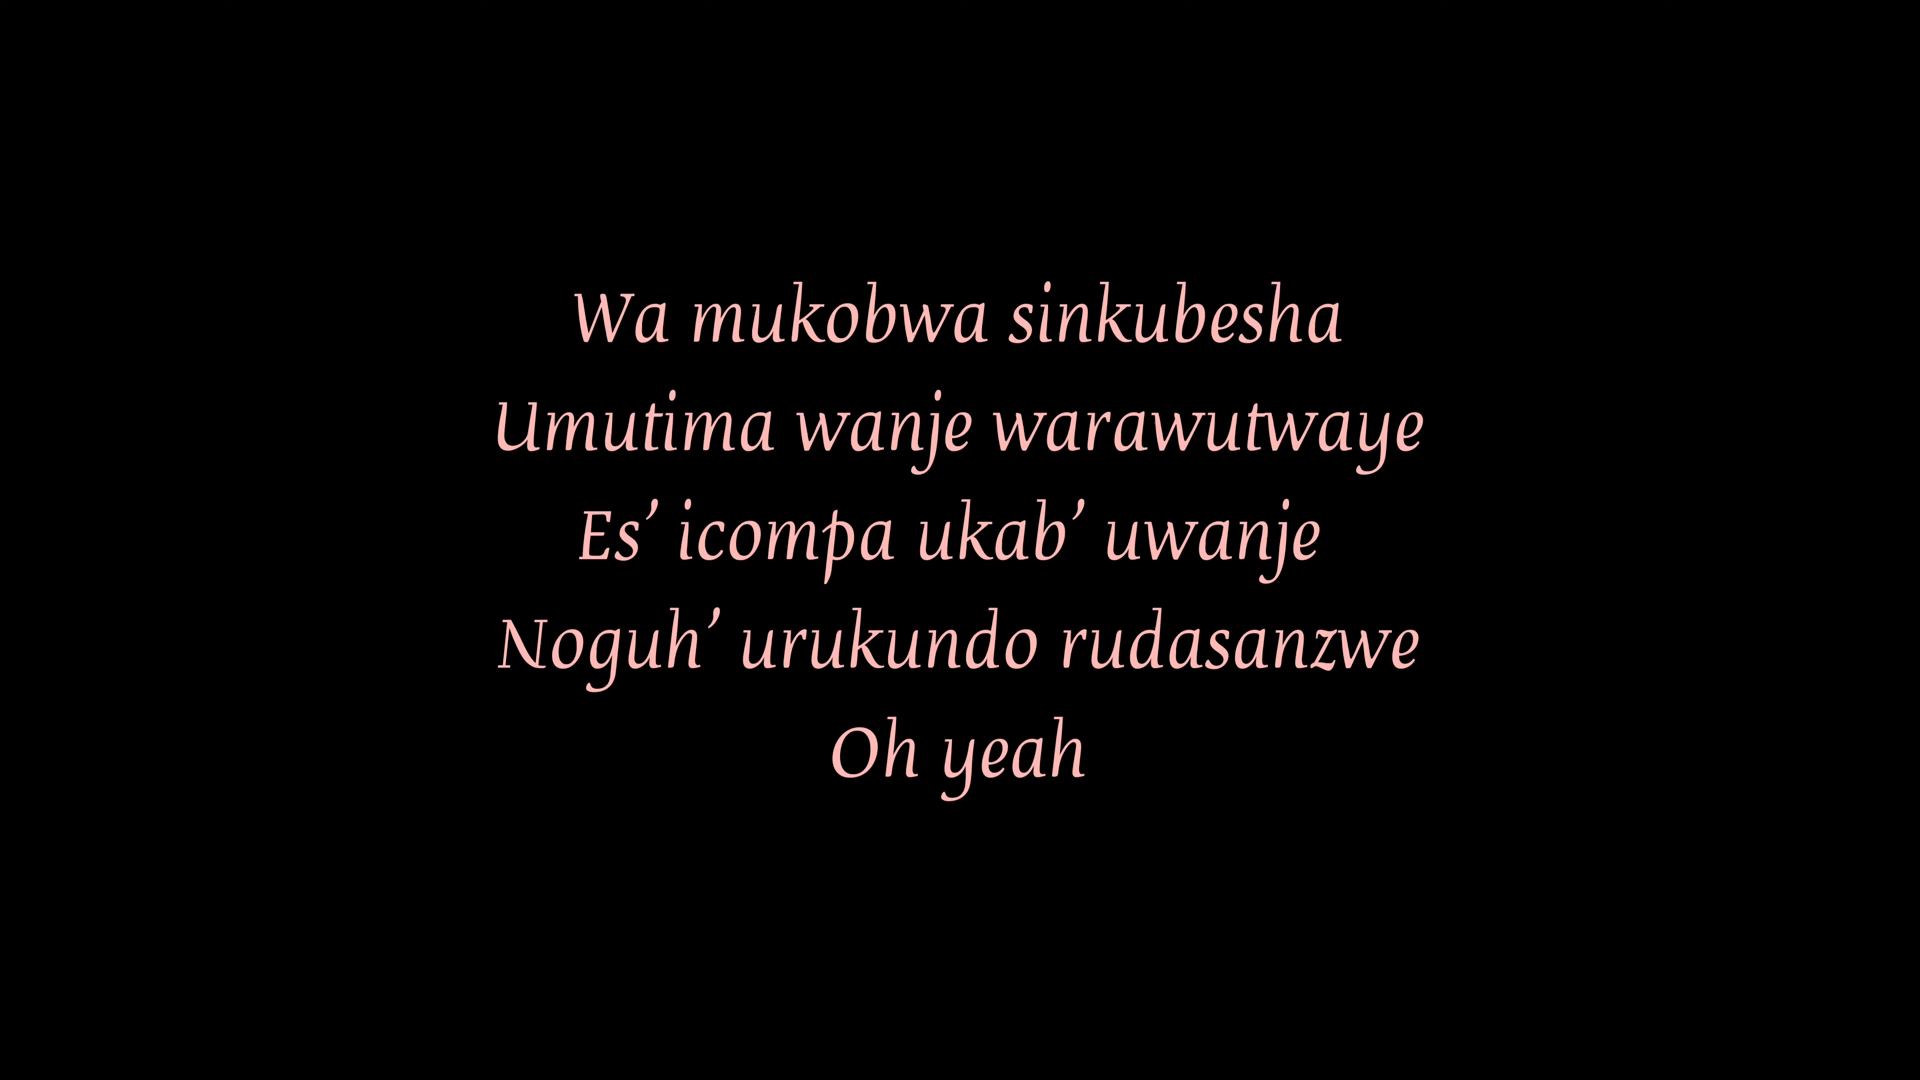 Wa mukobwa sinkubesha
Umutima wanje warawutwaye
Es’ icompa ukab’ uwanje
Noguh’ urukundo rudasanzwe
Oh yeah